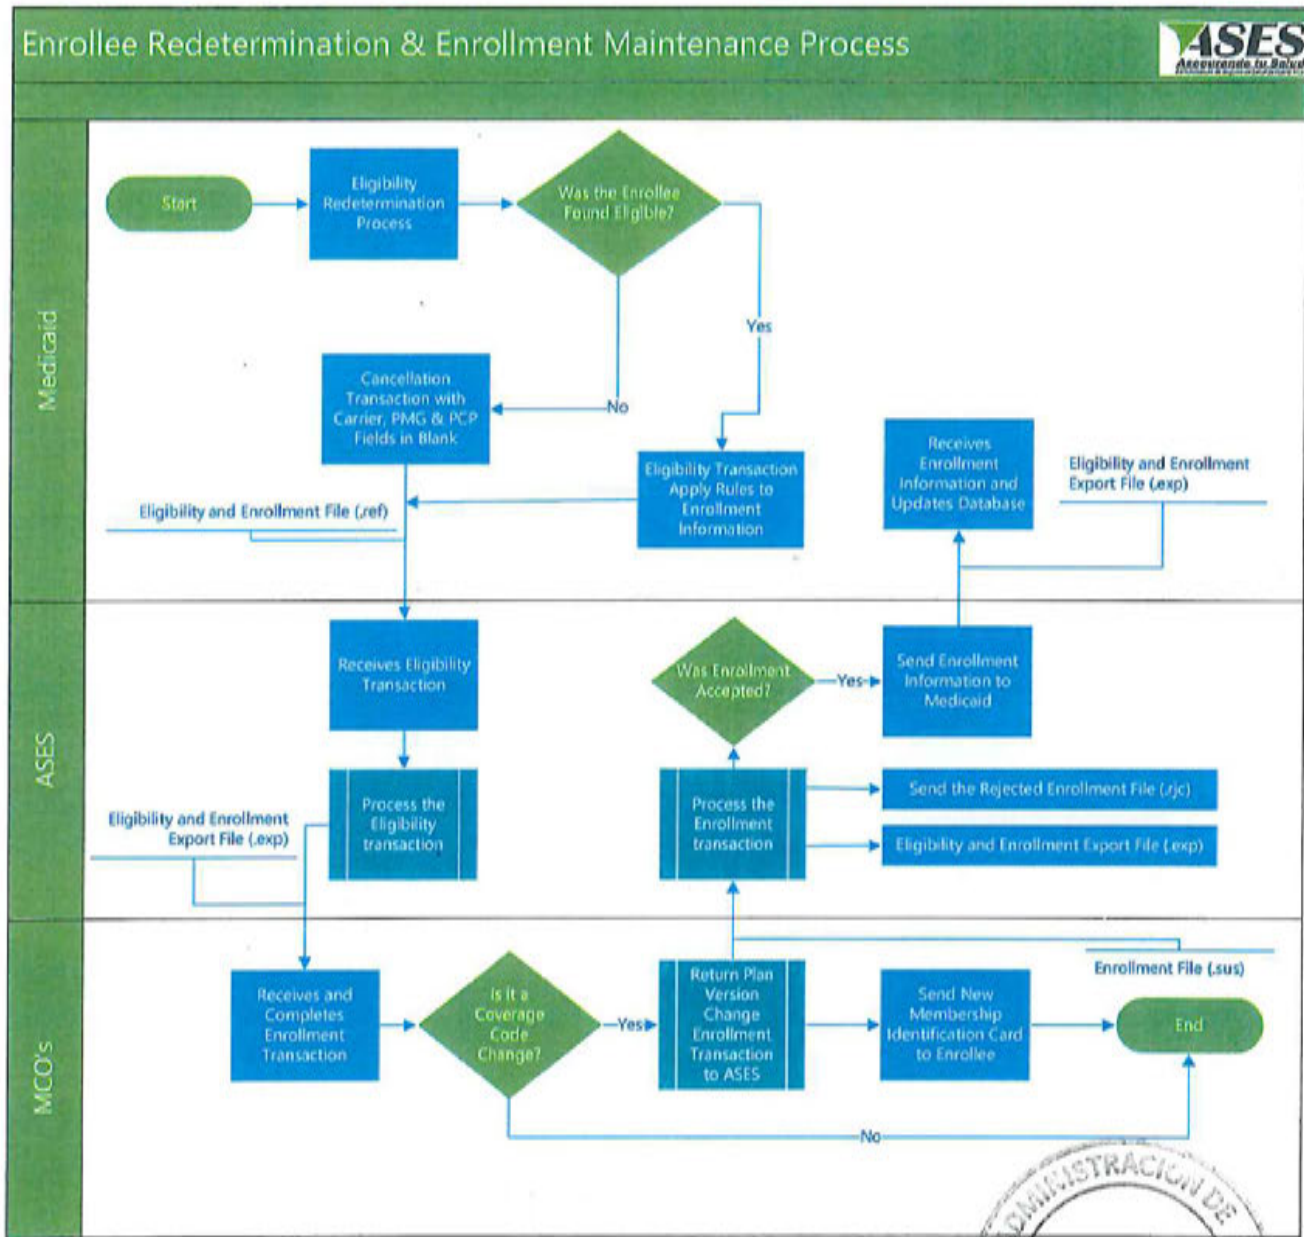 Enrollee Redetermination & Enrollment Maintenance Process
ASES
Asegurando tu Salud
Medicaid
Start
Eligibility
Redetermination
Process
Was the Enrollee
Found Eligible?
Yes
No
Cancellation
Transaction with
Carrier, PMG & PCP
Fields in Blank
Eligibility Transaction
Apply Rules to
Enrollment
Information
Eligibility and Enrollment File (.ref)
Receives
Enrollment
Information and
Updates Database
Eligibility and Enrollment
Export File (.exp)
ASES
Receives Eligibility
Transaction
Was Enrollment
Accepted?
Yes
Send Enrollment
Information to
Medicaid
Process the
Eligibility
transaction
Eligibility and Enrollment
Export File (.exp)
Process the
Enrollment
transaction
Send the Rejected Enrollment File (.rjc)
Eligibility and Enrollment Export File (.exp)
MCO's
Receives and
Completes
Enrollment
Transaction
Is it a
Coverage
Code
Change?
Yes
Return Plan
Version
Change
Enrollment
Transaction
to ASES
Send New
Membership
Identification Card
to Enrollee
Enrollment File (.sus)
End
No
ADMINISTRACION DE